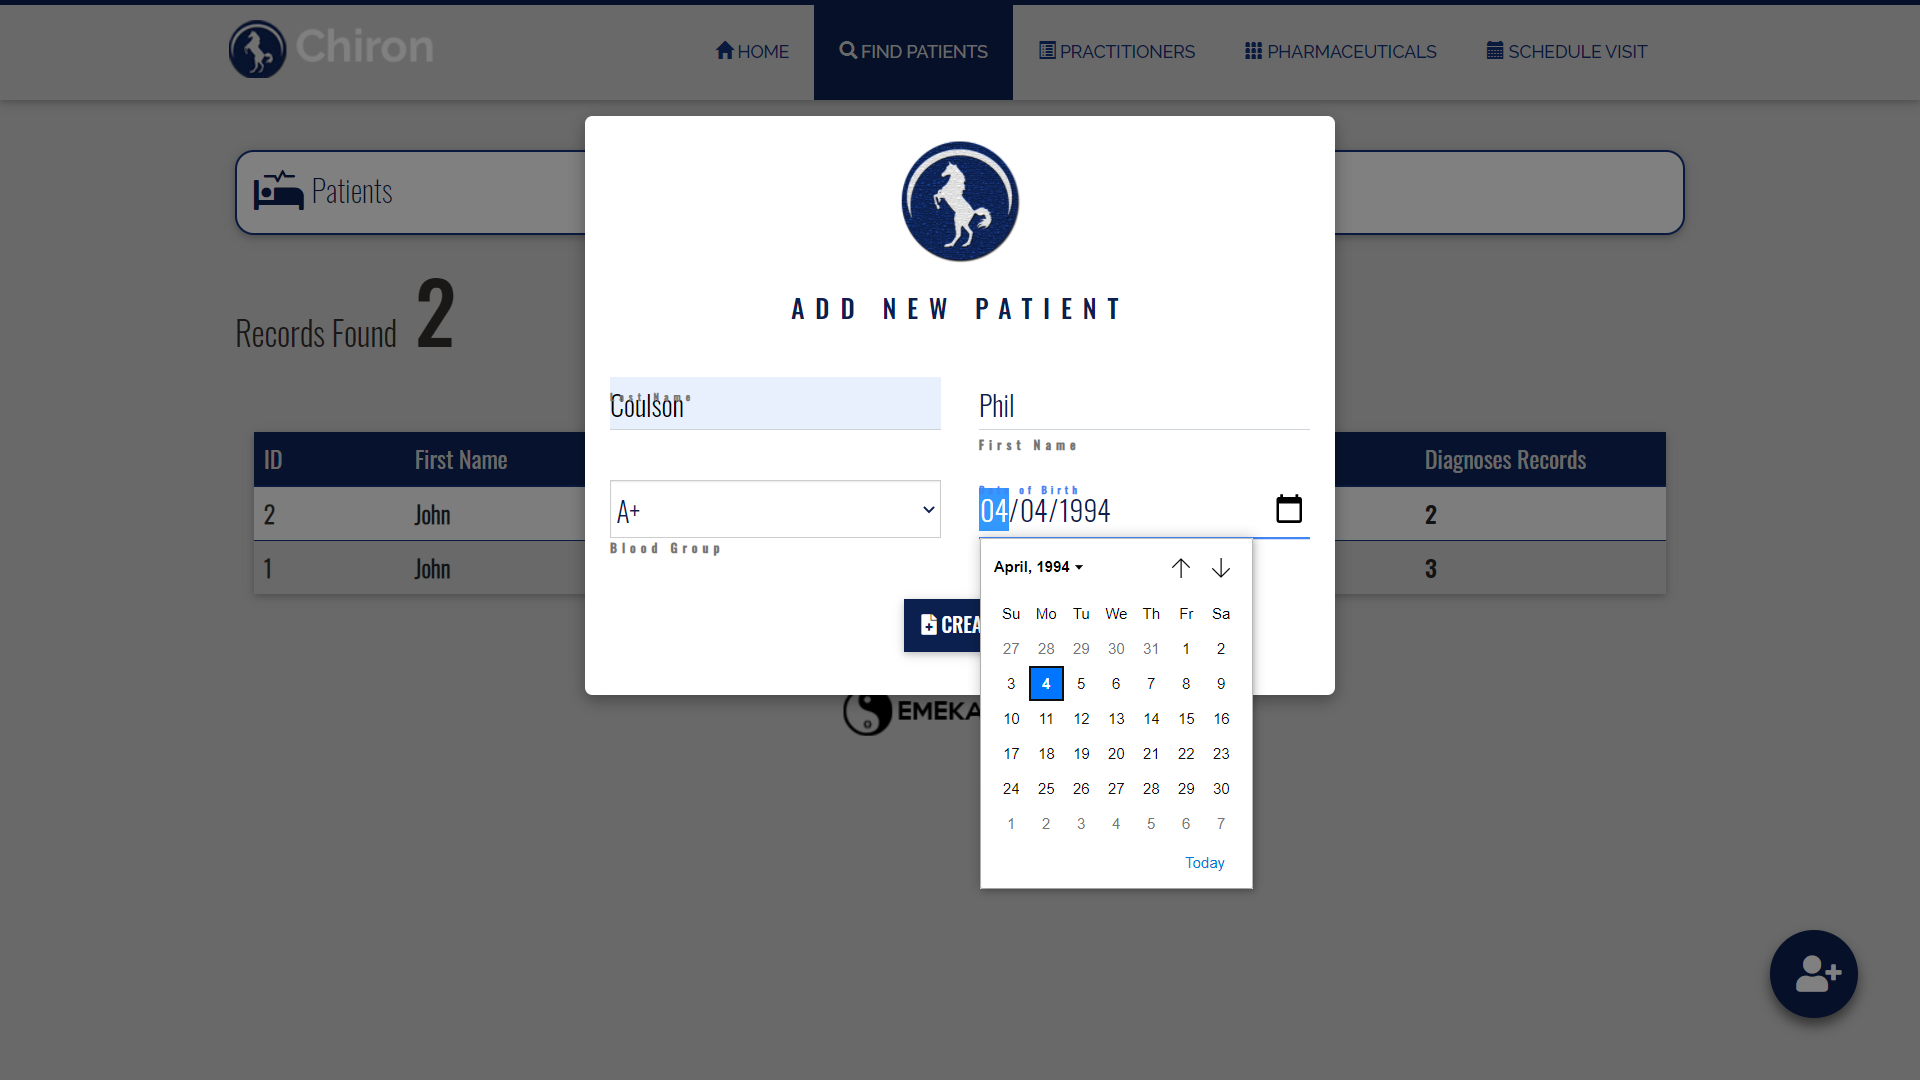 Chiron
HOME
FIND PATIENTS
PRACTITIONERS
PHARMACEUTICALS
SCHEDULE VISIT
Patients
Records Found 2
ADD NEW PATIENT
Coulson
Phil
First Name
A+
Blood Group
Date of Birth
04/04/1994
ID First Name Diagnoses Records
2 John 2
1 John 3
April, 1994
Su Mo Tu We Th Fr Sa
27 28 29 30 31 1 2
3 4 5 6 7 8 9
10 11 12 13 14 15 16
17 18 19 20 21 22 23
24 25 26 27 28 29 30
1 2 3 4 5 6 7
Today